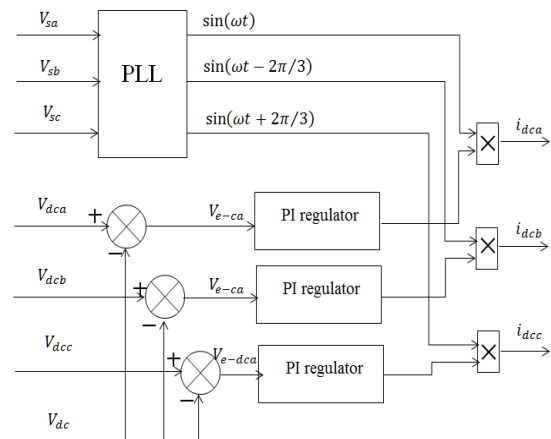 V_sa
sin(ωt)
V_sb
PLL
sin(ωt − 2π/3)
V_sc
sin(ωt + 2π/3)
×
i_dca
V_dca
+
−
V_e−ca
PI regulator
×
i_dcb
V_dcb
+
−
V_e−ca
PI regulator
V_dcc
+
−
V_e−dca
PI regulator
×
i_dcc
V_dc